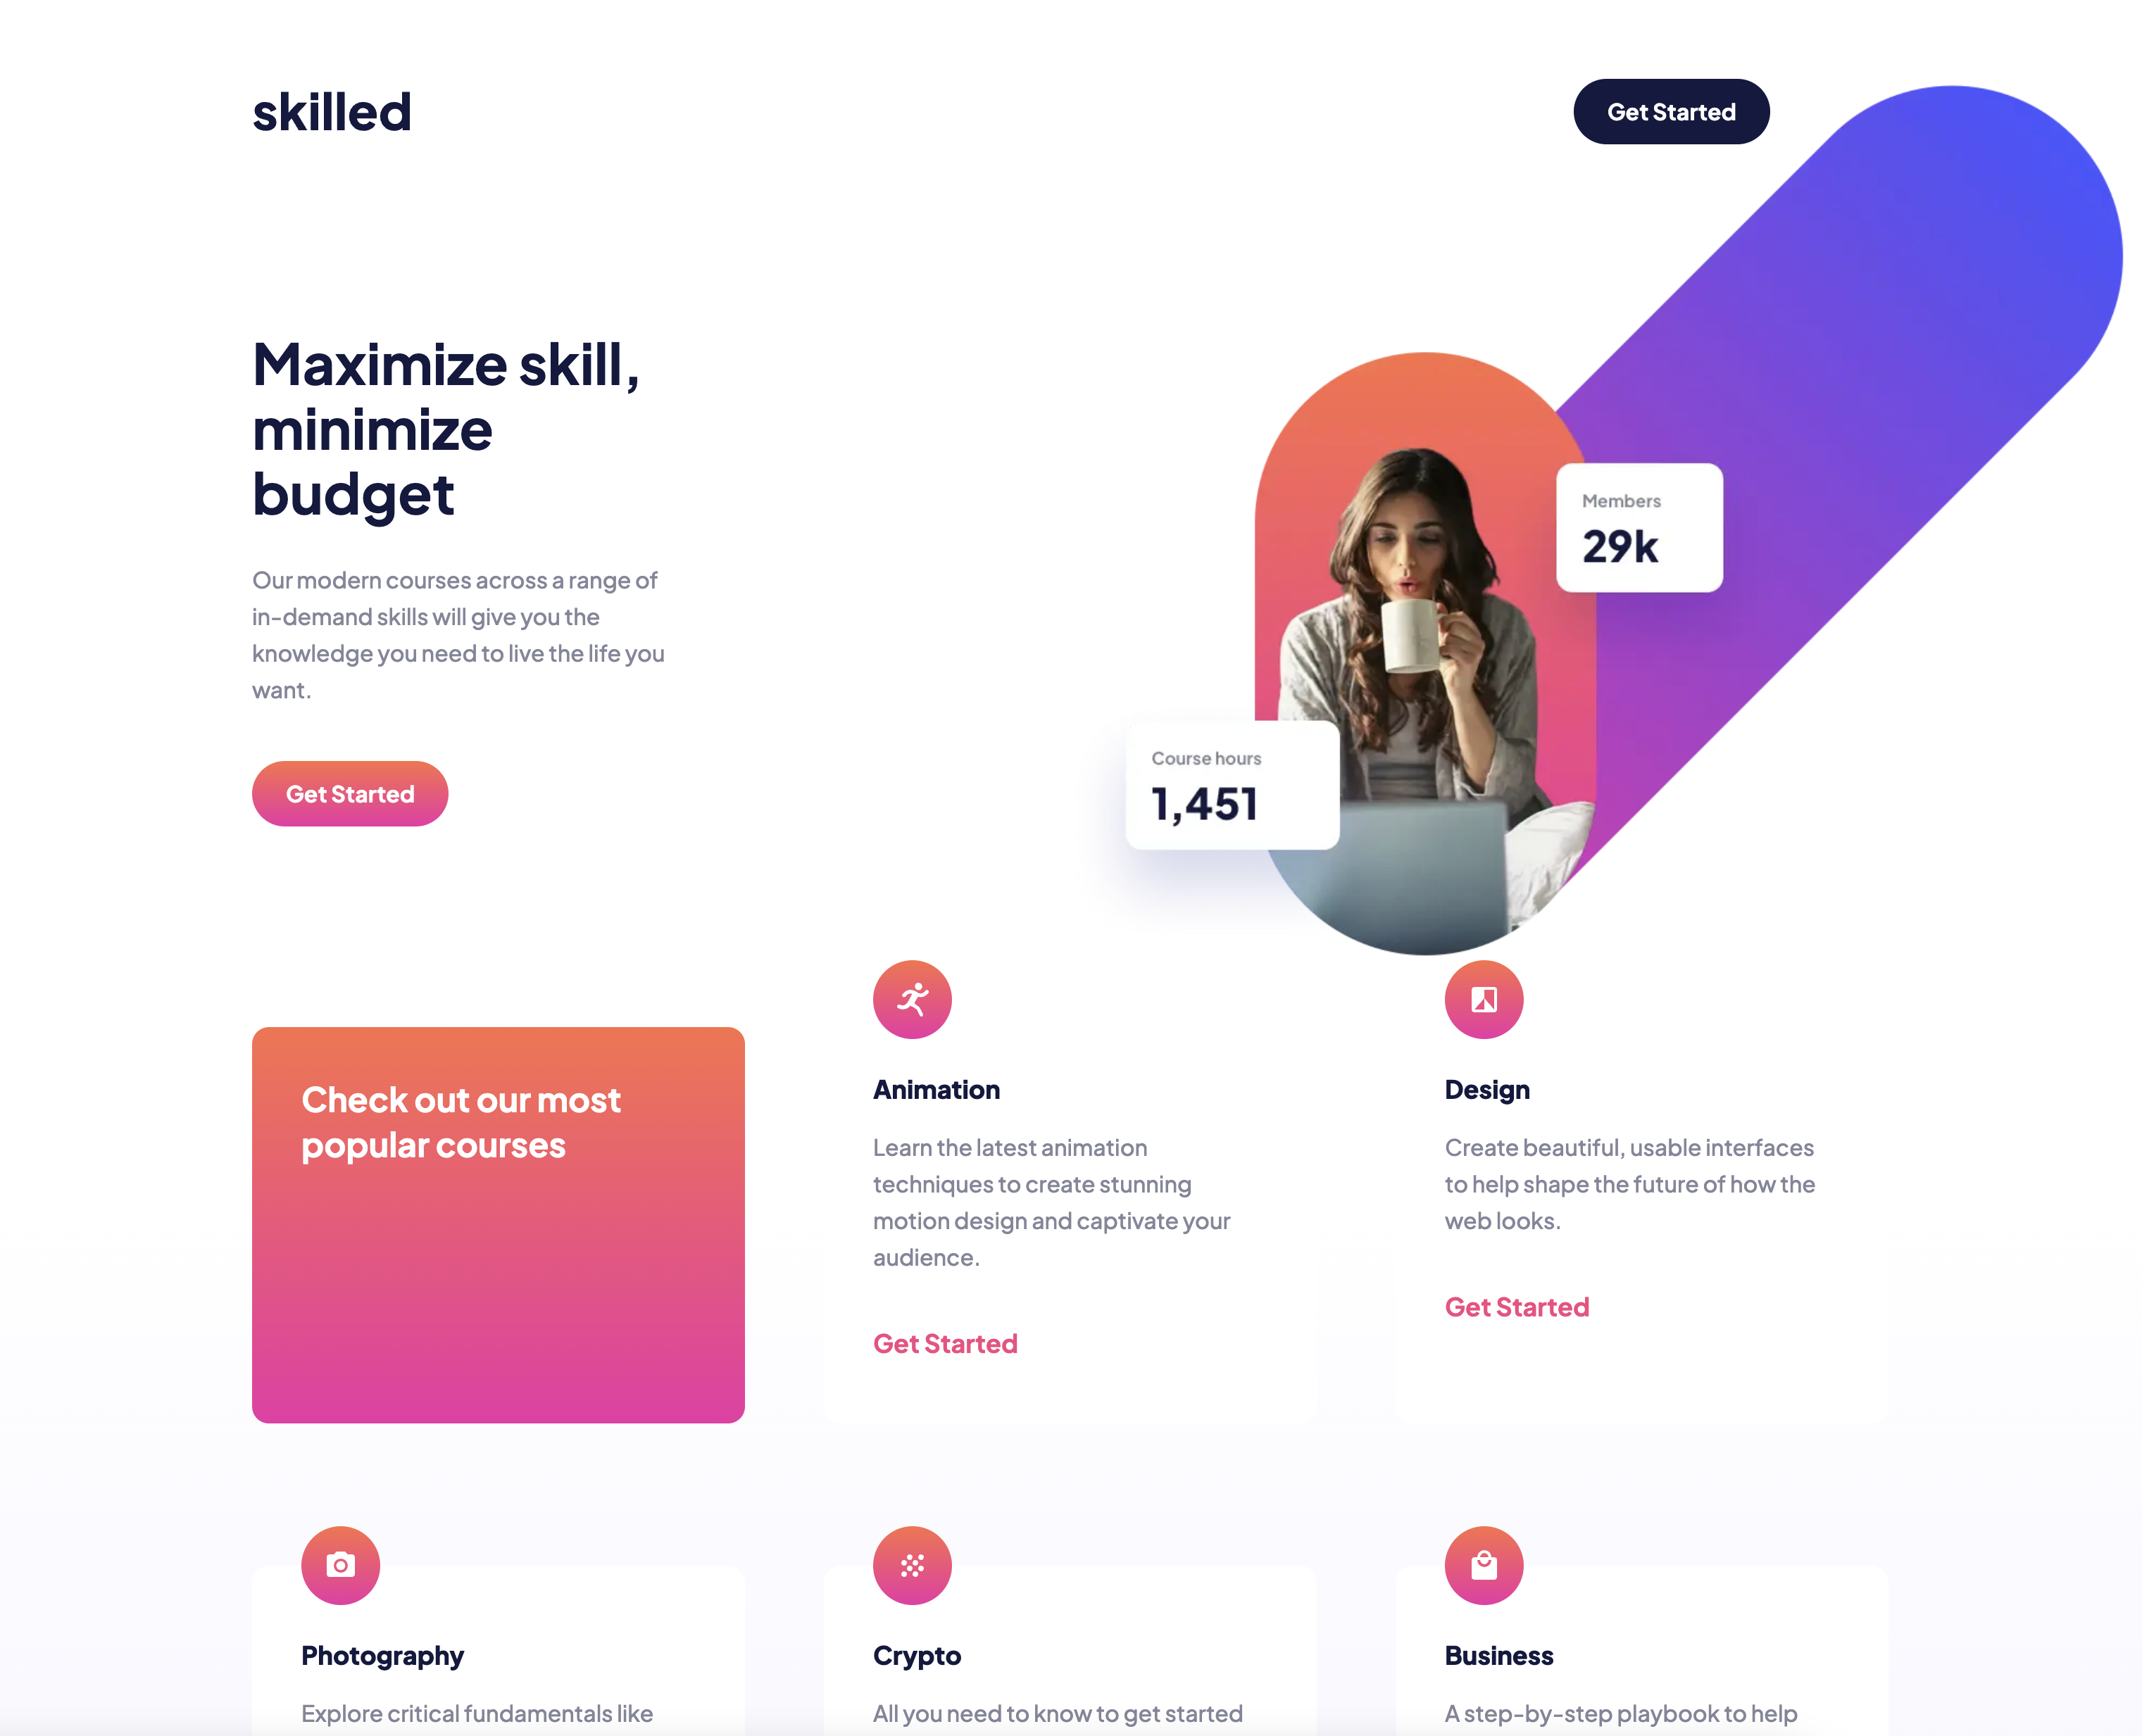 skilled
Get Started
Maximize skill,
minimize
budget
Our modern courses across a range of
in-demand skills will give you the
knowledge you need to live the life you
want.
Get Started
Members
29k
Course hours
1,451
Check out our most
popular courses
Animation
Learn the latest animation
techniques to create stunning
motion design and captivate your
audience.
Get Started
Design
Create beautiful, usable interfaces
to help shape the future of how the
web looks.
Get Started
Photography
Explore critical fundamentals like
Crypto
All you need to know to get started
Business
A step-by-step playbook to help